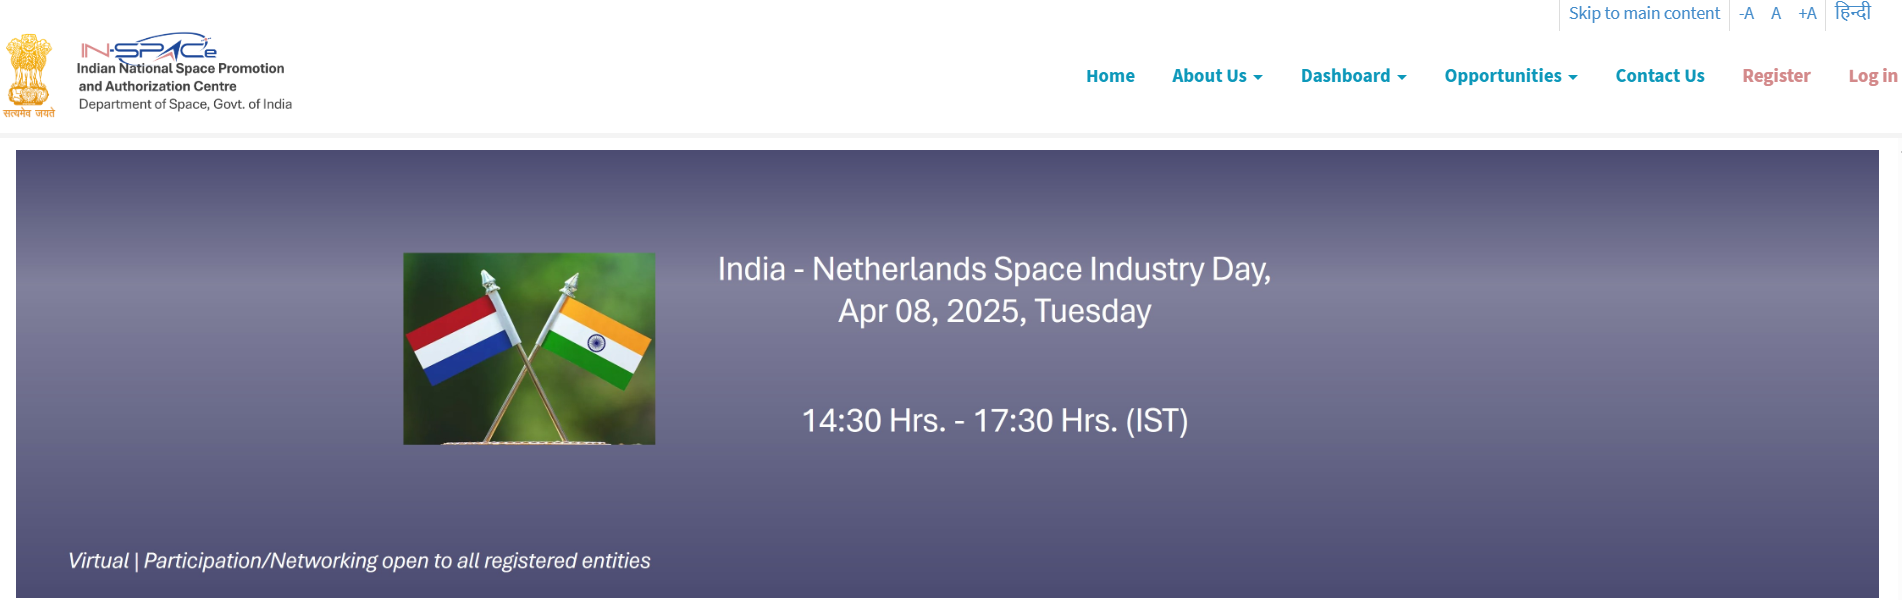 Skip to main content -A A +A हिन्दी
IN-SPACe
Indian National Space Promotion
and Authorization Centre
Department of Space, Govt. of India
सत्यमेव जयते
Home About Us Dashboard Opportunities Contact Us Register Log in
India - Netherlands Space Industry Day,
Apr 08, 2025, Tuesday
14:30 Hrs. - 17:30 Hrs. (IST)
Virtual | Participation/Networking open to all registered entities